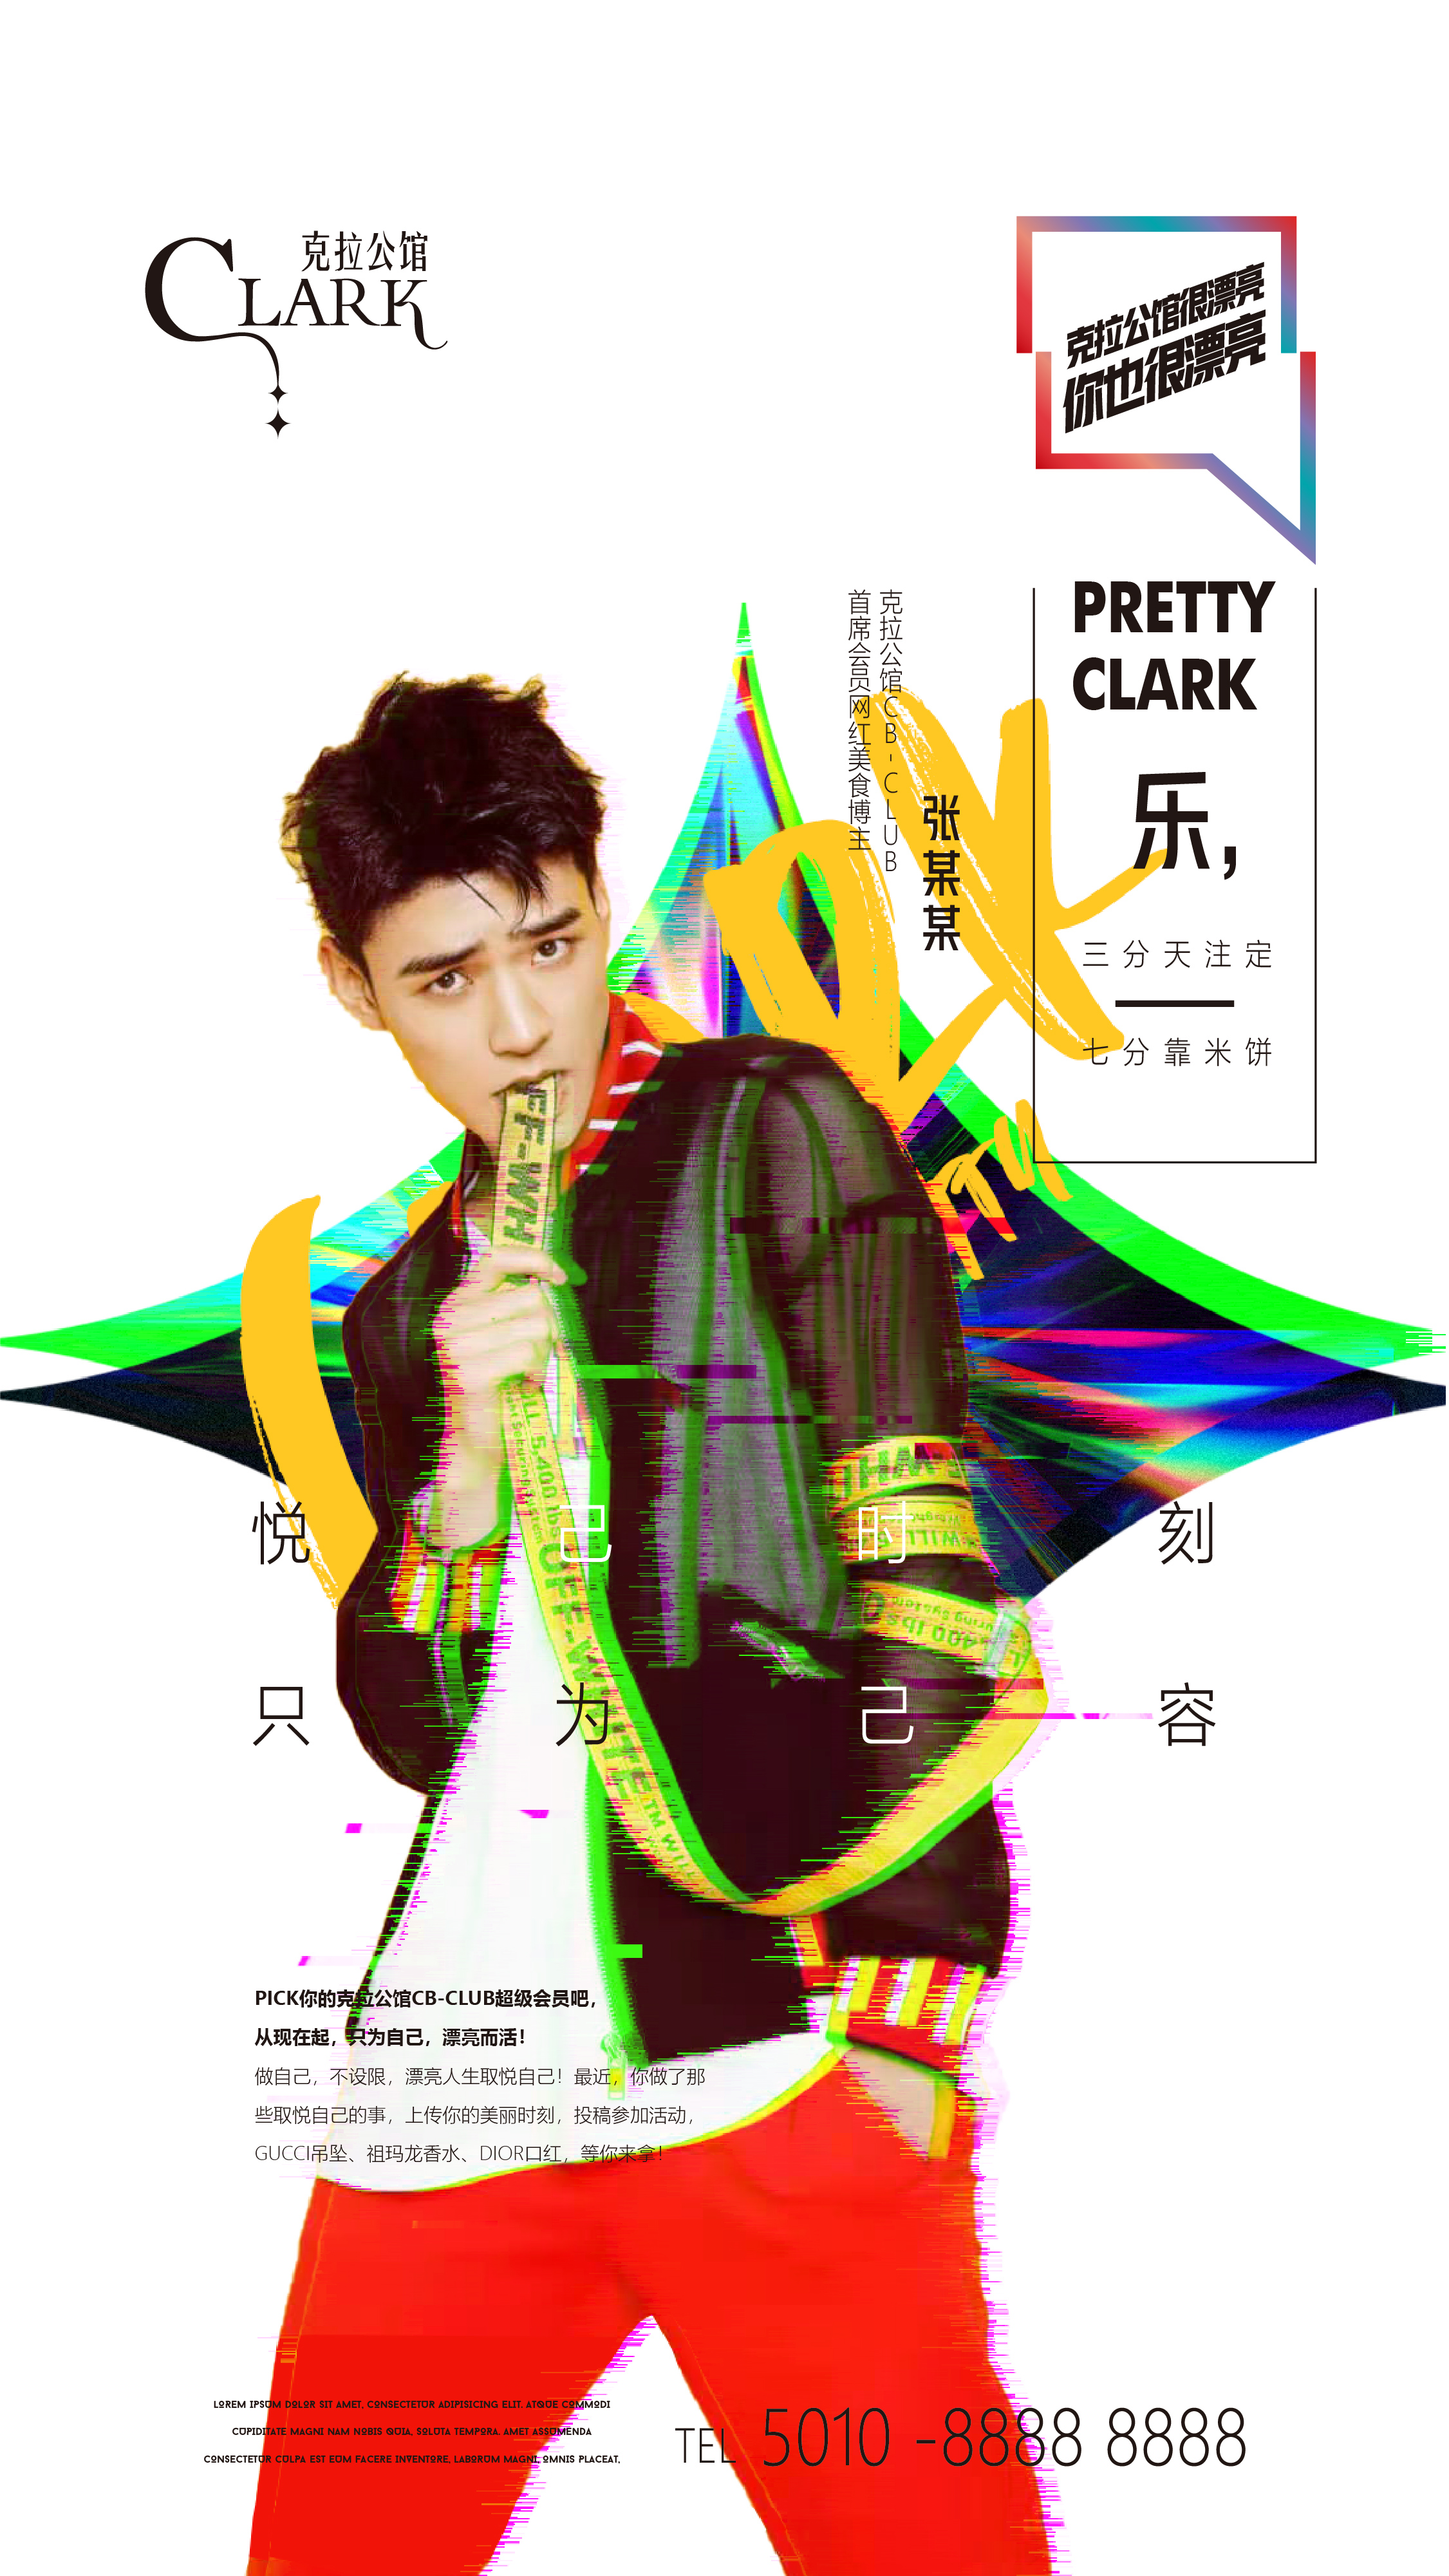 克拉公馆
CLARK
克拉公馆很漂亮
你也很漂亮
PRETTY
CLARK
乐，
三分天注定
七分靠米饼
克拉公馆CB-CLUB
首席会员网红美食博主
张某某
悦己时刻
只为己容
PICK你的克拉公馆CB-CLUB超级会员吧，
从现在起，只为自己，漂亮而活！
做自己，不设限，漂亮人生取悦自己！最近，你做了那
些取悦自己的事，上传你的美丽时刻，投稿参加活动，
GUCCI吊坠、祖玛龙香水、DIOR口红，等你来拿！
LOREM IPSUM DOLOR SIT AMET, CONSECTETUR ADIPISICING ELIT. ATQUE COMMODI
CUPIDITATE MAGNI NAM NOBIS QUIA, SOLUTA TEMPORA. AMET ASSUMENDA
CONSECTETUR CULPA EST EUM FACERE INVENTORE, LABORUM MAGNI, OMNIS PLACEAT,
TEL 5010 -8888 8888